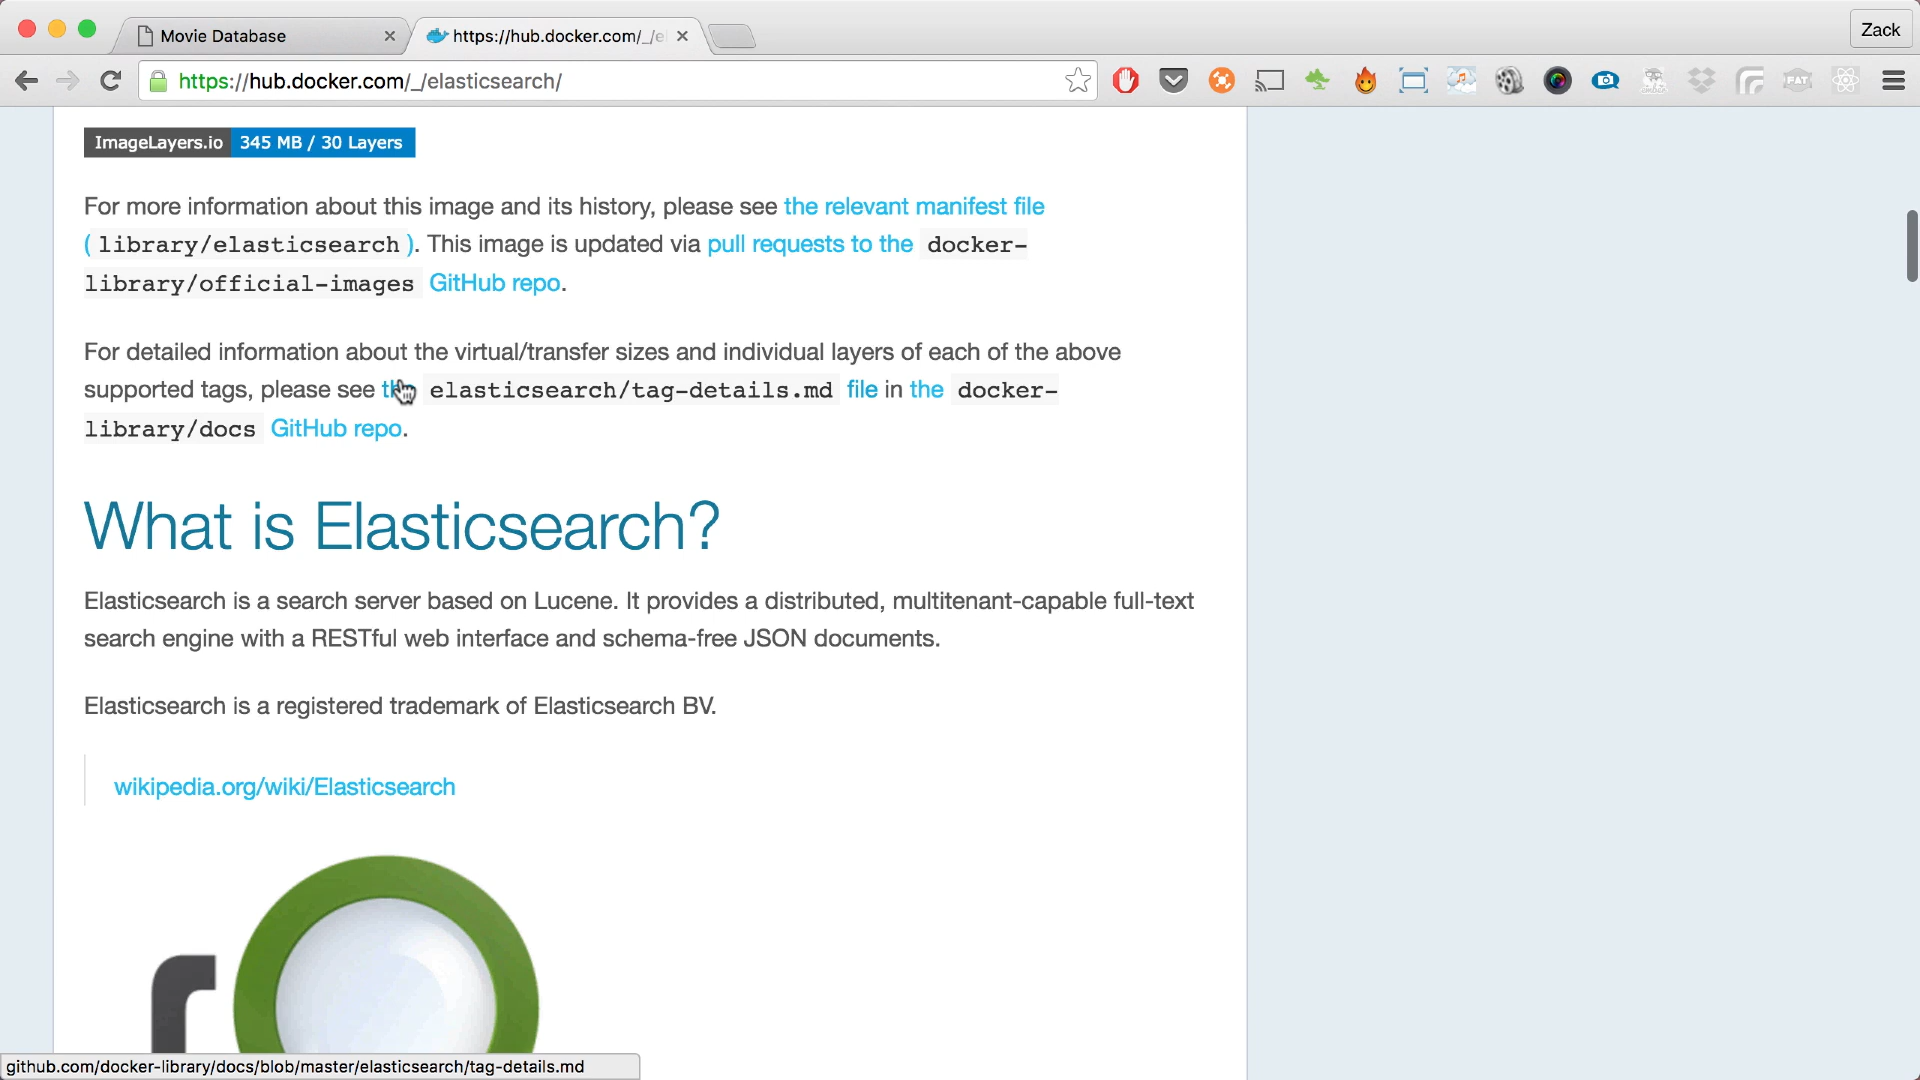 Movie Database
https://hub.docker.com/_/el
Zack
https://hub.docker.com/_/elasticsearch/
FAT
ImageLayers.io 345 MB / 30 Layers
For more information about this image and its history, please see the relevant manifest file
(library/elasticsearch). This image is updated via pull requests to the docker-
library/official-images GitHub repo.
For detailed information about the virtual/transfer sizes and individual layers of each of the above
supported tags, please see the elasticsearch/tag-details.md file in the docker-
library/docs GitHub repo.
What is Elasticsearch?
Elasticsearch is a search server based on Lucene. It provides a distributed, multitenant-capable full-text
search engine with a RESTful web interface and schema-free JSON documents.
Elasticsearch is a registered trademark of Elasticsearch BV.
wikipedia.org/wiki/Elasticsearch
github.com/docker-library/docs/blob/master/elasticsearch/tag-details.md